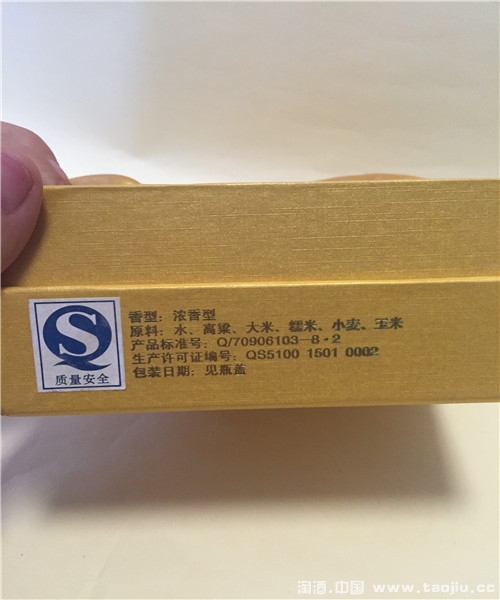 香型：浓香型
原料：水、高粱、大米、糯米、小麦、玉米
产品标准号：Q/70906103-8·2
生产许可证编号：QS5100 1501 0002
包装日期：见瓶盖
S
质量安全
淘酒.中国 www.taojiu.cc